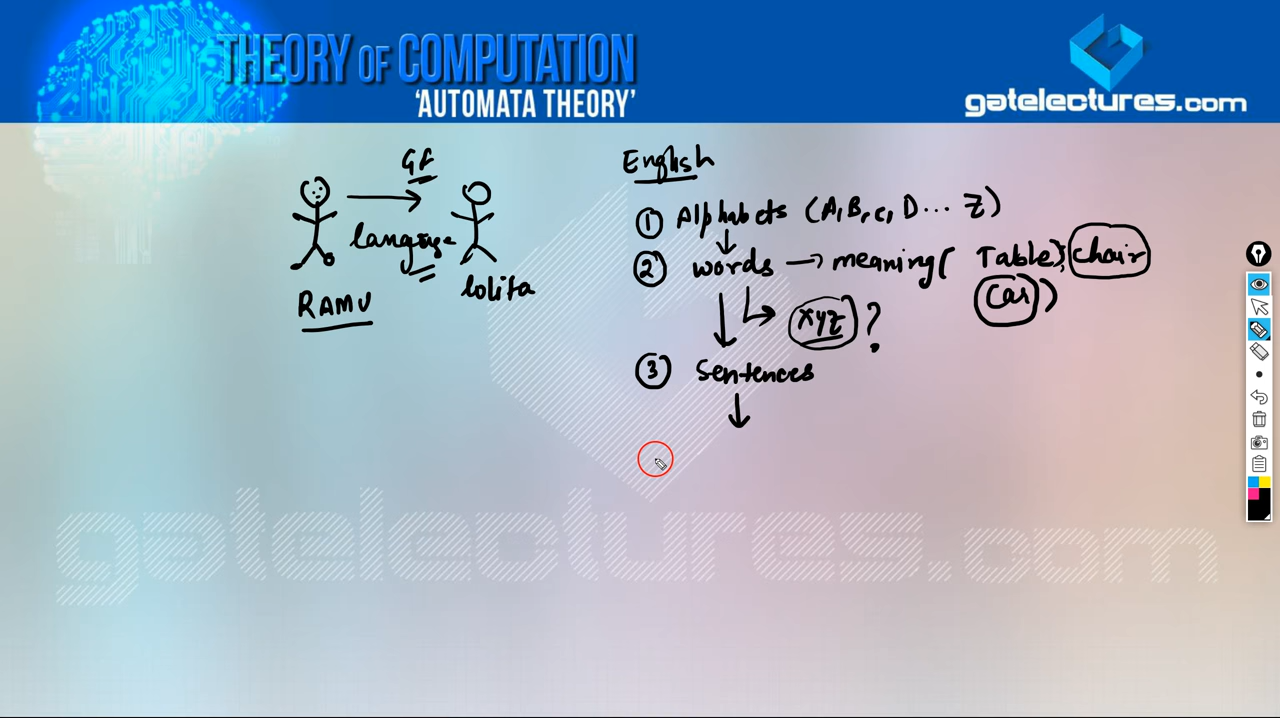 THEORY OF COMPUTATION
'AUTOMATA THEORY'
gatelectures.com
GF
language
RAMU
lolita
English
① Alphabets (A, B, C, D... Z)
② words → meaning ( Table, chair
car)
xyz ?
③ Sentences
gatelectures.com